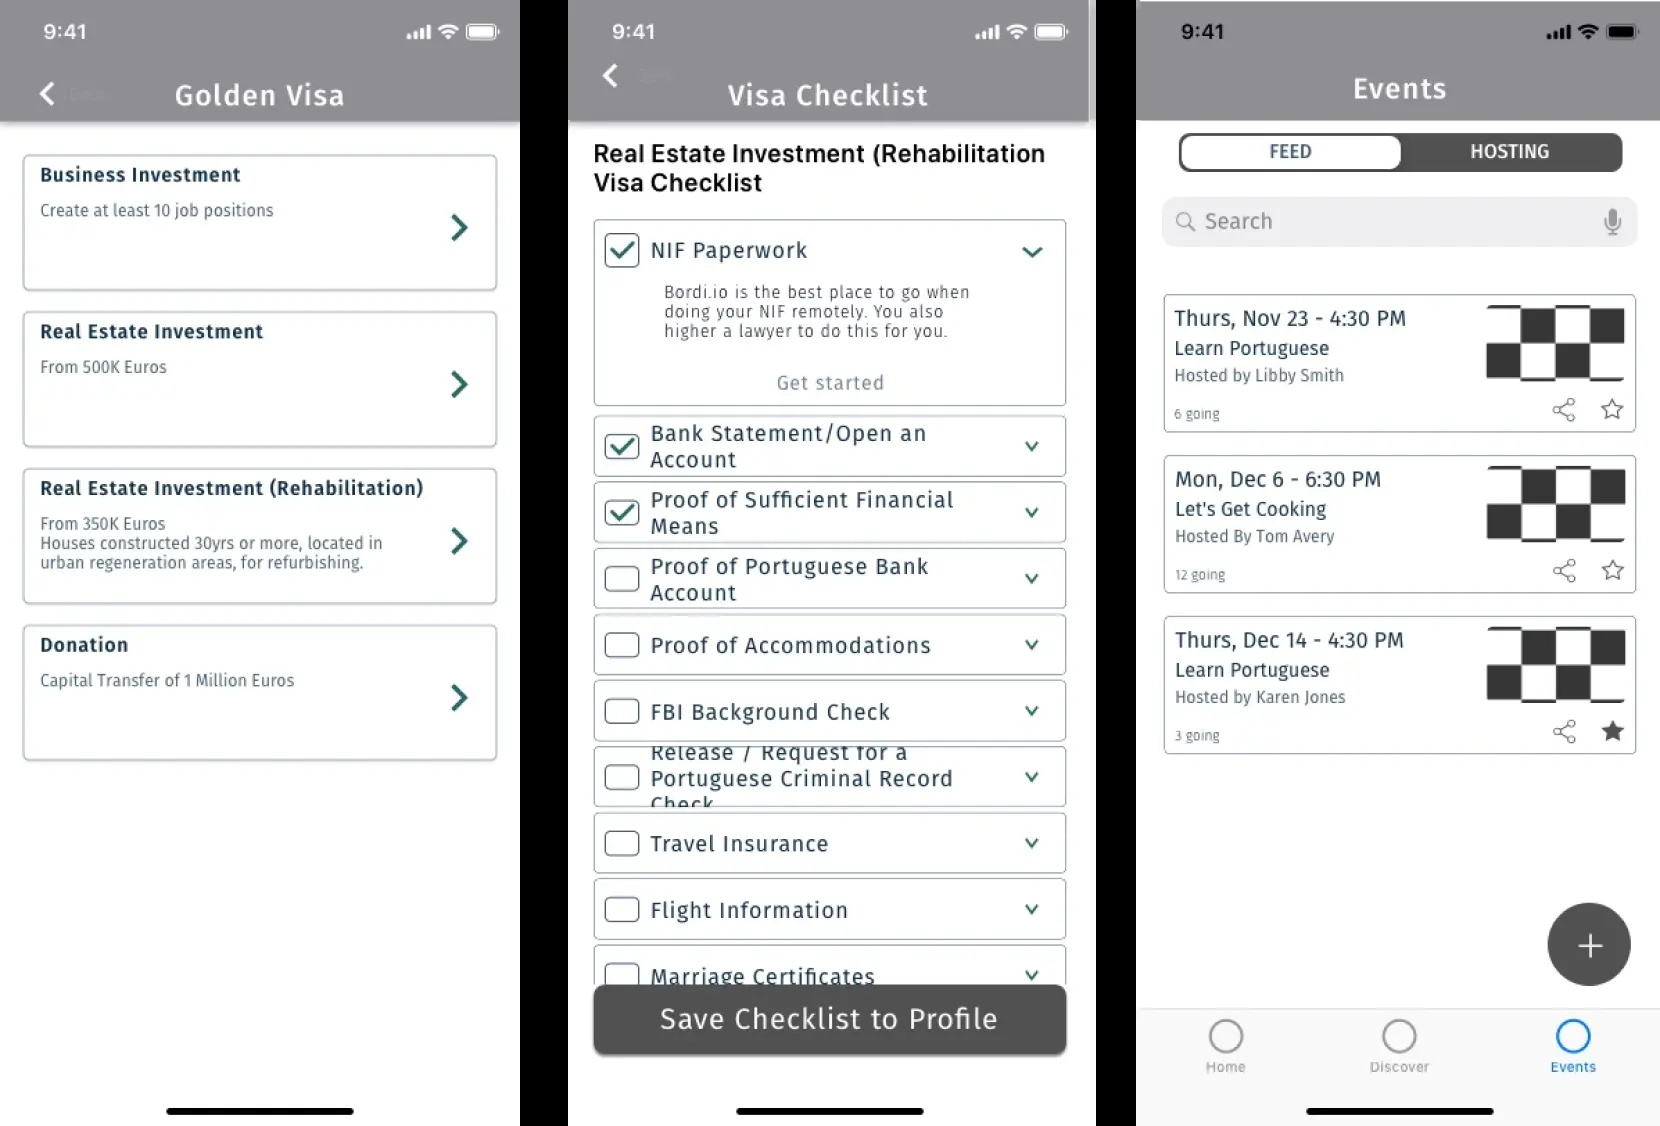 9:41
Golden Visa
Business Investment
Create at least 10 job positions
Real Estate Investment
From 500K Euros
Real Estate Investment (Rehabilitation)
From 350K Euros
Houses constructed 30yrs or more, located in
urban regeneration areas, for refurbishing.
Donation
Capital Transfer of 1 Million Euros
9:41
Visa Checklist
Real Estate Investment (Rehabilitation
Visa Checklist
NIF Paperwork
Bordi.io is the best place to go when
doing your NIF remotely. You also
higher a lawyer to do this for you.
Get started
Bank Statement/Open an
Account
Proof of Sufficient Financial
Means
Proof of Portuguese Bank
Account
Proof of Accommodations
FBI Background Check
Release / Request for a
Portuguese Criminal Record
Check
Travel Insurance
Flight Information
Marriage Certificates
Save Checklist to Profile
9:41
Events
FEED
HOSTING
Search
Thurs, Nov 23 - 4:30 PM
Learn Portuguese
Hosted by Libby Smith
6 going
Mon, Dec 6 - 6:30 PM
Let's Get Cooking
Hosted By Tom Avery
12 going
Thurs, Dec 14 - 4:30 PM
Learn Portuguese
Hosted by Karen Jones
3 going
Home
Discover
Events